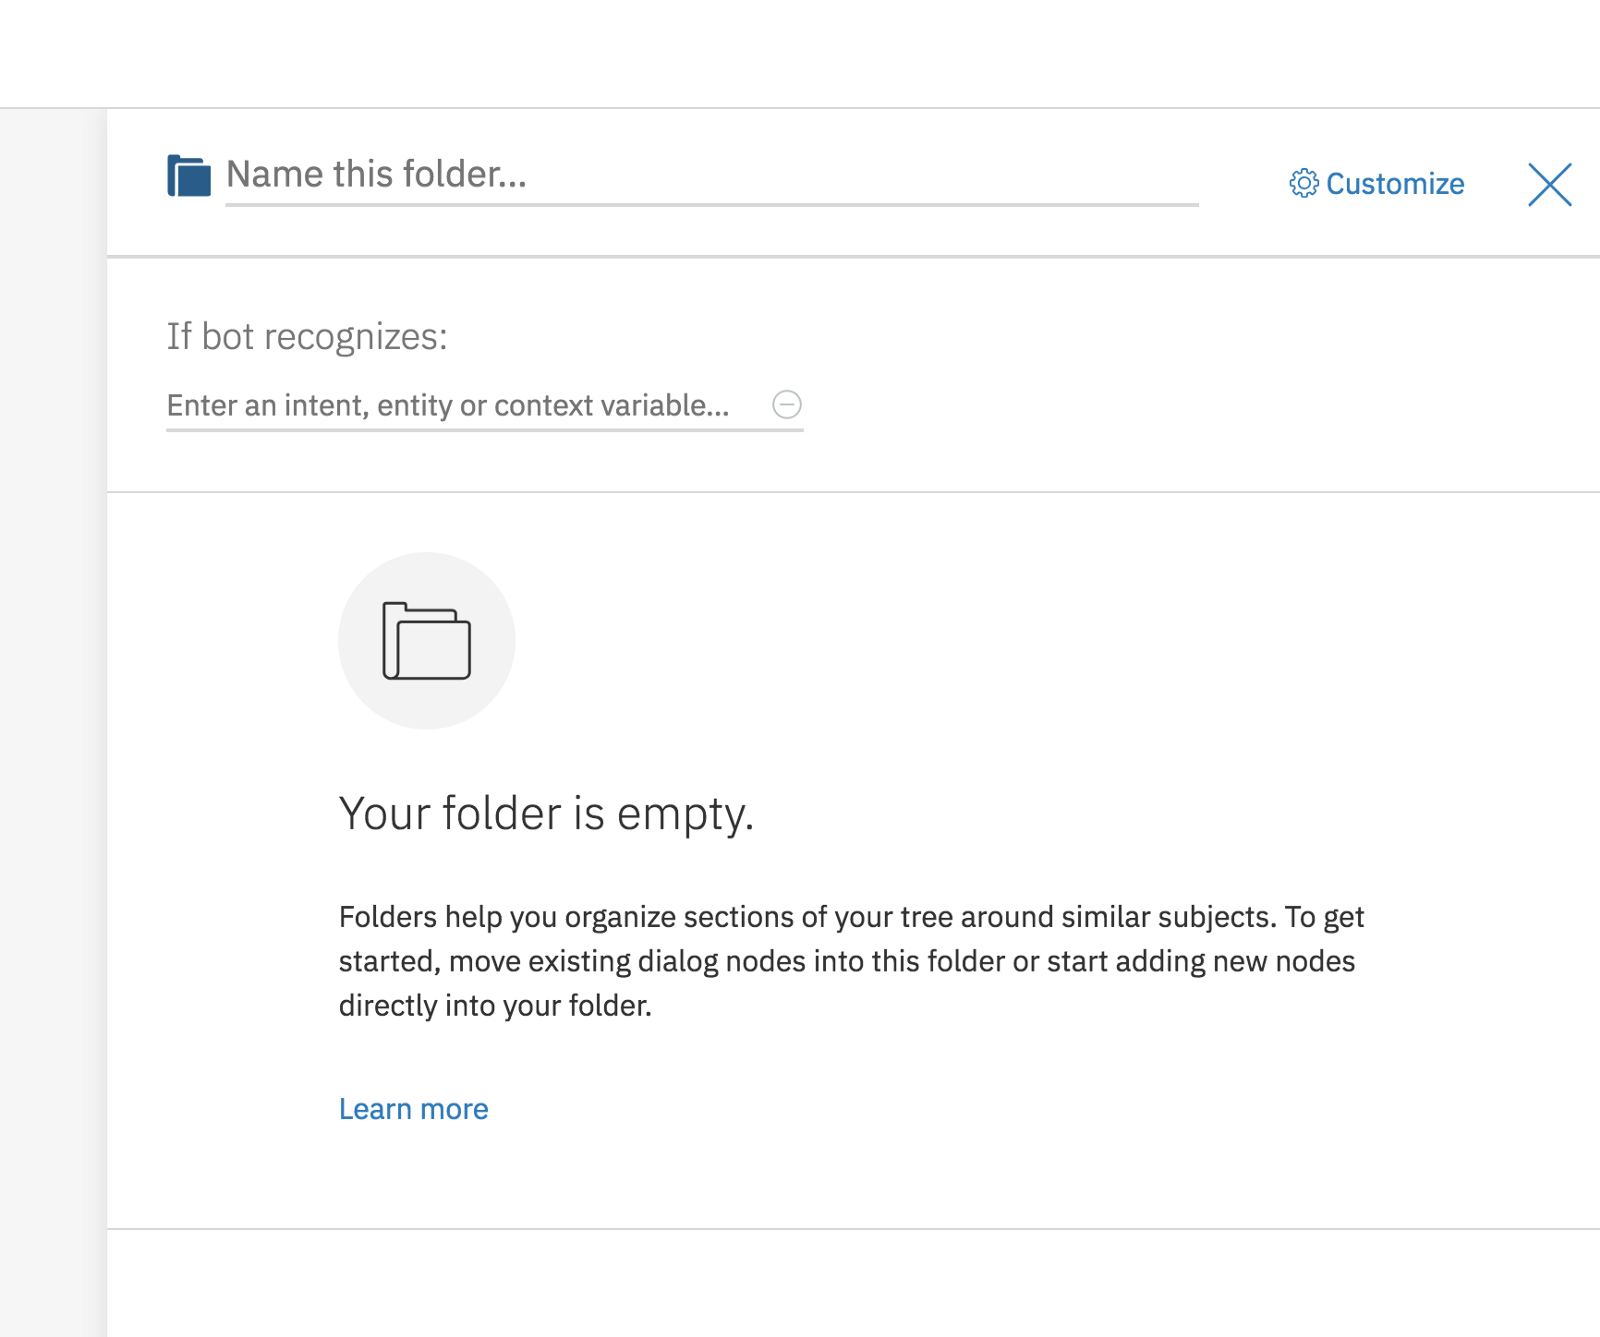 Name this folder...
Customize
If bot recognizes:
Enter an intent, entity or context variable...
Your folder is empty.
Folders help you organize sections of your tree around similar subjects. To get
started, move existing dialog nodes into this folder or start adding new nodes
directly into your folder.
Learn more